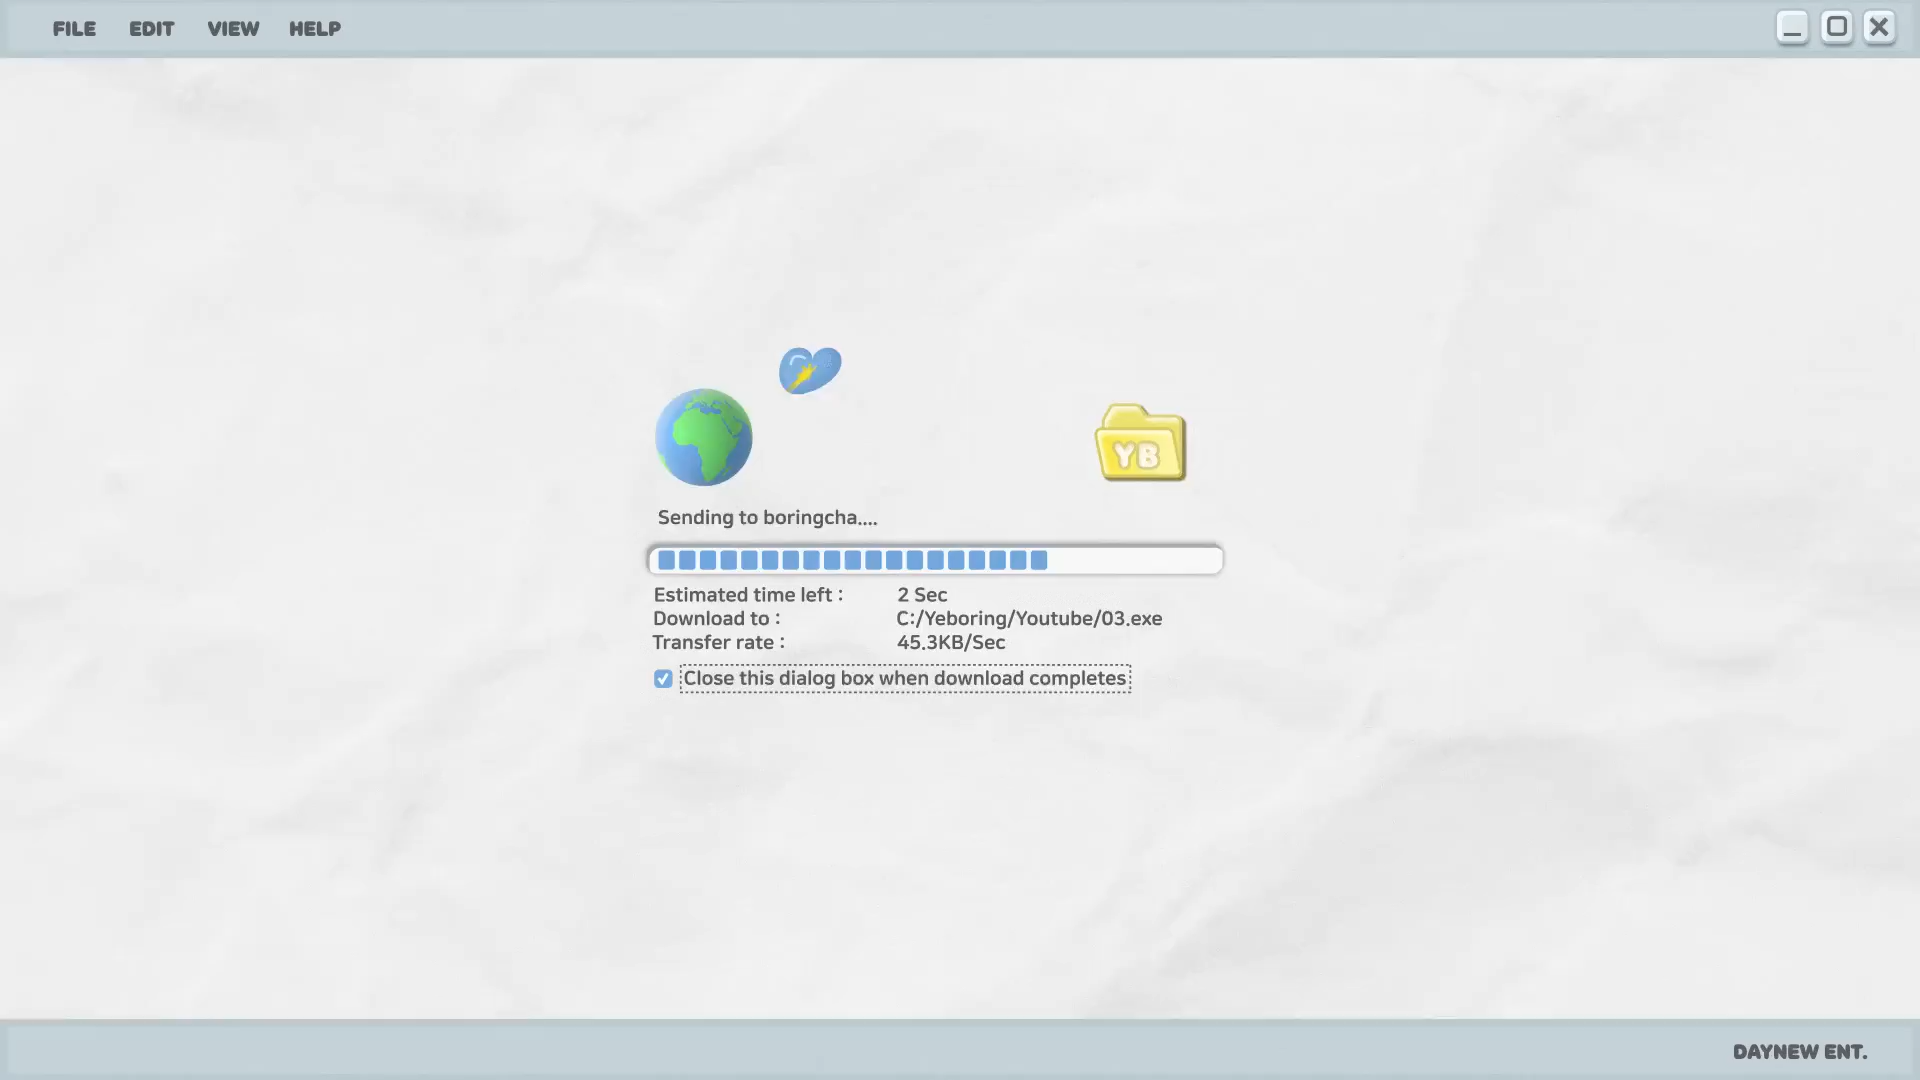 FILE EDIT VIEW HELP
YB
Sending to boringcha....
Estimated time left : 2 Sec
Download to : C:/Yeboring/Youtube/03.exe
Transfer rate : 45.3KB/Sec
Close this dialog box when download completes
DAYNEW ENT.